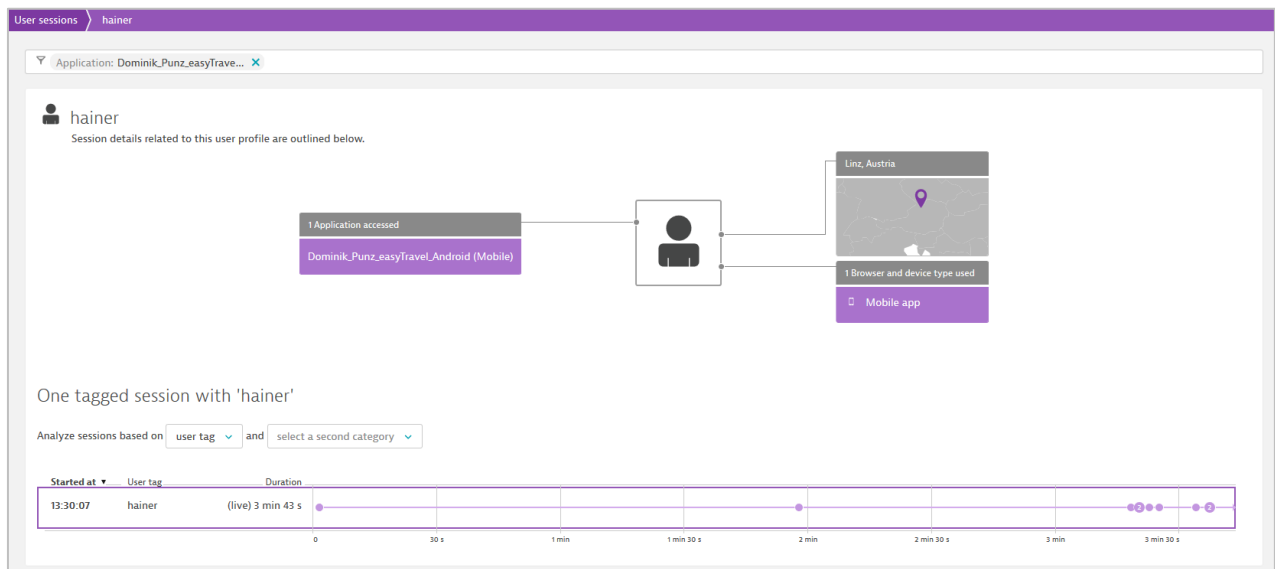 User sessions hainer
Application: Dominik_Punz_easyTrave...
hainer
Session details related to this user profile are outlined below.
Linz, Austria
1 Application accessed
Dominik_Punz_easyTravel_Android (Mobile)
1 Browser and device type used
Mobile app
One tagged session with 'hainer'
Analyze sessions based on user tag and select a second category
Started at ▼ User tag Duration
13:30:07 hainer (live) 3 min 43 s 2 2
0 30 s 1 min 1 min 30 s 2 min 2 min 30 s 3 min 3 min 30 s